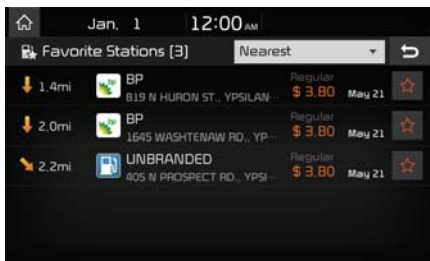 Jan. 1 12:00 AM
Favorite Stations (3) Nearest
1.4mi BP Regular
819 N HURON ST., YPSILAN... $ 3.80 May 21
2.0mi BP Regular
1645 WASHTENAW RD., YP... $ 3.80 May 21
2.2mi UNBRANDED Regular
405 N PROSPECT RD., YPSI... $ 3.80 May 21